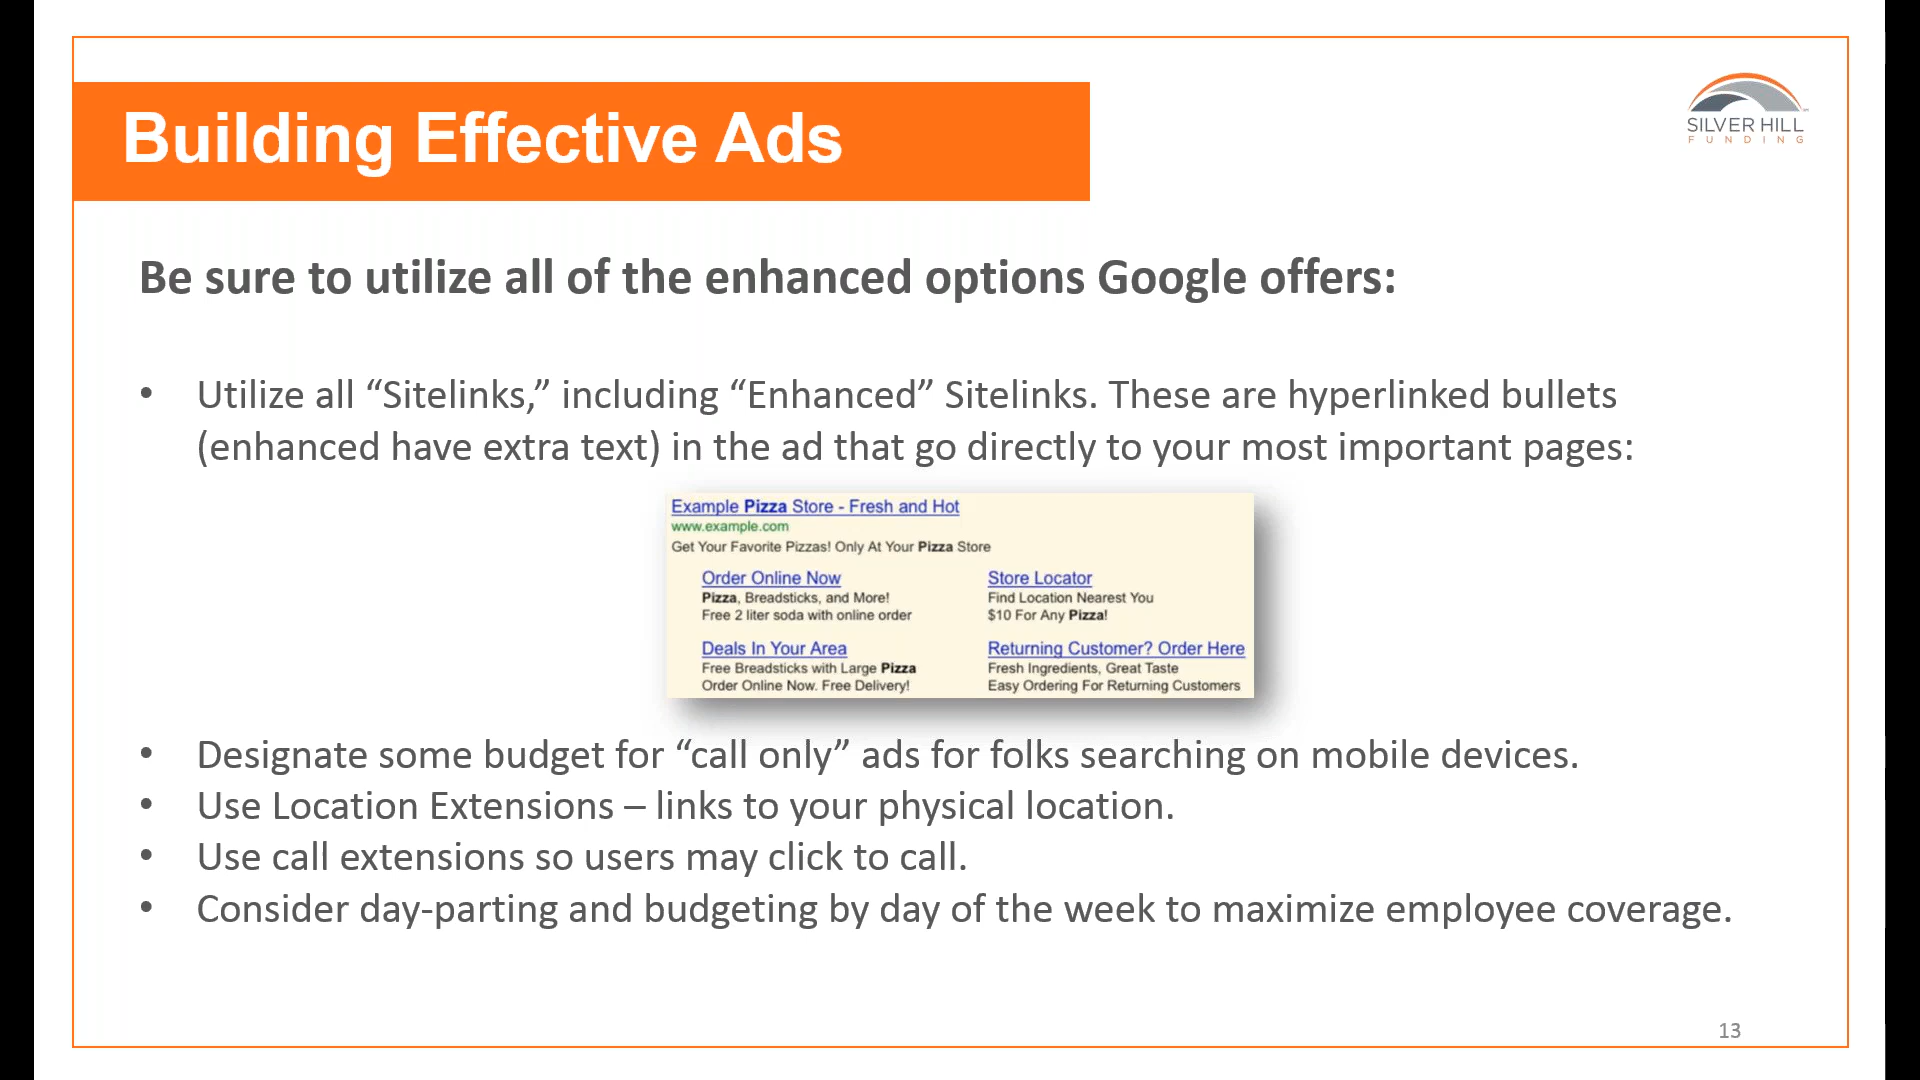 Building Effective Ads
SILVER HILL
FUNDING
Be sure to utilize all of the enhanced options Google offers:
• Utilize all “Sitelinks,” including “Enhanced” Sitelinks. These are hyperlinked bullets
(enhanced have extra text) in the ad that go directly to your most important pages:
Example Pizza Store - Fresh and Hot
www.example.com
Get Your Favorite Pizzas! Only At Your Pizza Store
Order Online Now
Pizza, Breadsticks, and More!
Free 2 liter soda with online order
Store Locator
Find Location Nearest You
$10 For Any Pizza!
Deals In Your Area
Free Breadsticks with Large Pizza
Order Online Now. Free Delivery!
Returning Customer? Order Here
Fresh Ingredients, Great Taste
Easy Ordering For Returning Customers
• Designate some budget for “call only” ads for folks searching on mobile devices.
• Use Location Extensions – links to your physical location.
• Use call extensions so users may click to call.
• Consider day-parting and budgeting by day of the week to maximize employee coverage.
13